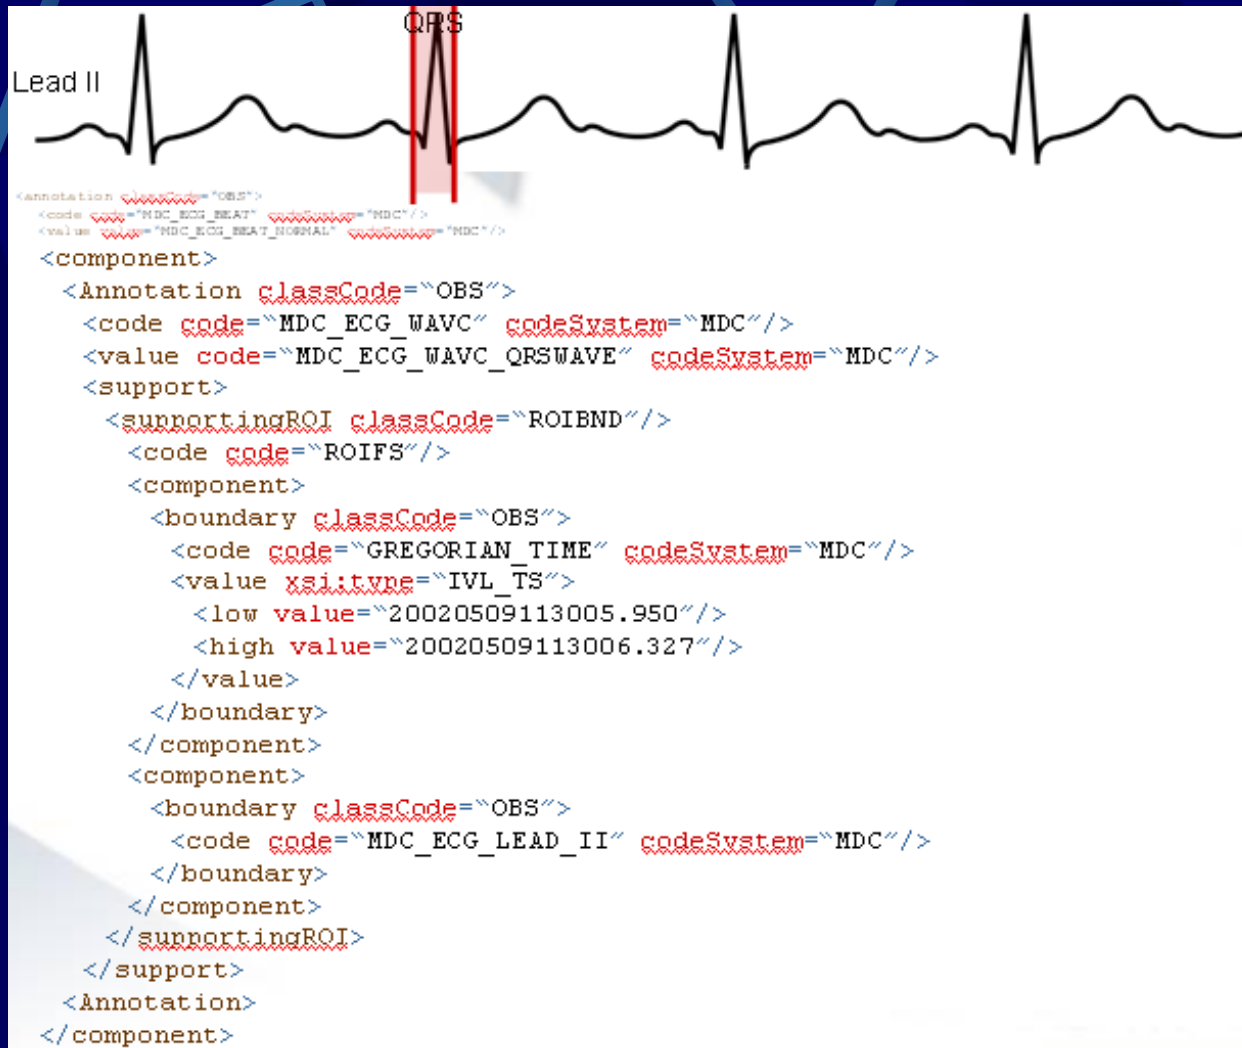 QRS
Lead II
<annotation classCode="OBS">
<code code="MDC_ECG_BEAT" codeSystem="MDC"/>
<value value="MDC_ECG_BEAT_NORMAL" codeSystem="MDC"/>
<component>
<Annotation classCode=‶OBS″>
<code code=‶MDC_ECG_WAVC″ codeSystem=‶MDC″/>
<value code=‶MDC_ECG_WAVC_QRSWAVE″ codeSystem=‶MDC″/>
<support>
<supportingROI classCode=‶ROIBND″/>
<code code=‶ROIFS″/>
<component>
<boundary classCode=‶OBS″>
<code code=‶GREGORIAN_TIME″ codeSystem=‶MDC″/>
<value xsi:type=‶IVL_TS″>
<low value=‶20020509113005.950″/>
<high value=‶20020509113006.327″/>
</value>
</boundary>
</component>
<component>
<boundary classCode=‶OBS″>
<code code=‶MDC_ECG_LEAD_II″ codeSystem=‶MDC″/>
</boundary>
</component>
</supportingROI>
</support>
<Annotation>
</component>